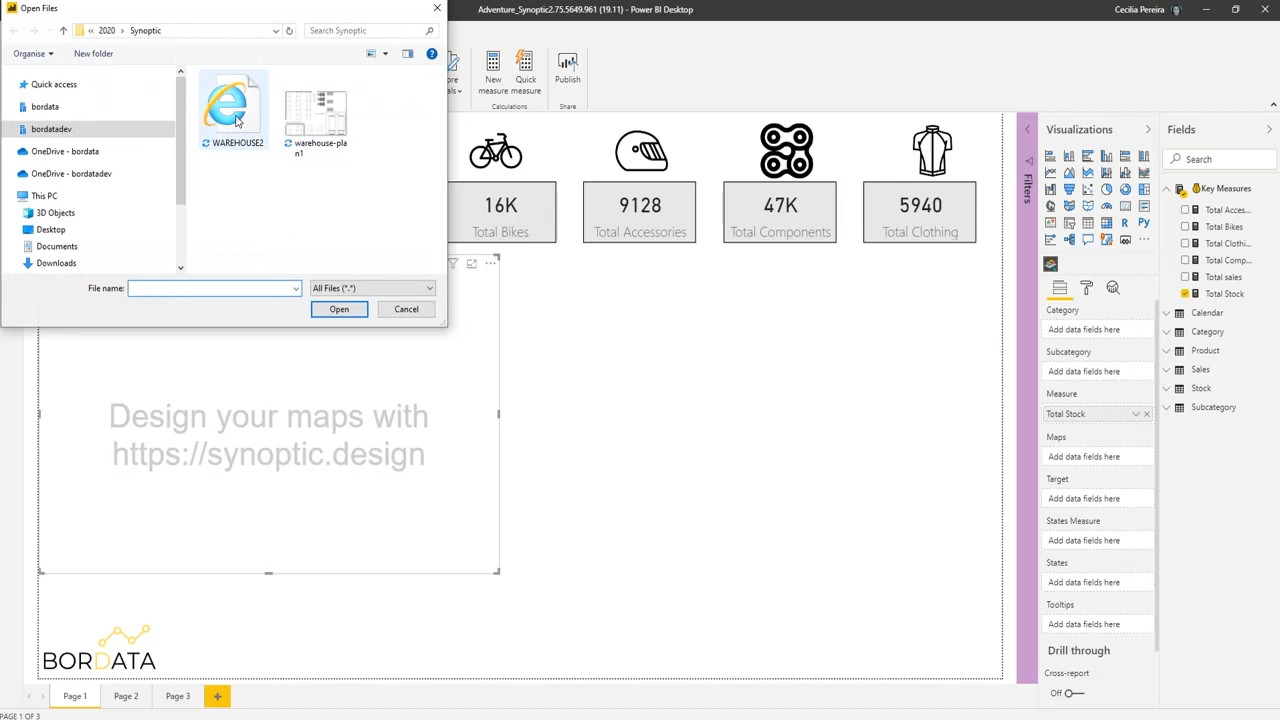 Open Files
Adventure_Synoptic2.75.5649.961 (19.11) - Power BI Desktop
Cecilia Pereira
2020
Synoptic
Search Synoptic
Organise
New folder
Quick access
bordata
bordatadev
OneDrive - bordata
OneDrive - bordatadev
This PC
3D Objects
Desktop
Documents
Downloads
WAREHOUSE2
warehouse-pla
n1
File name:
All Files (*.*)
Open
Cancel
New
measure
Quick
measure
Publish
Calculations
Share
16K
Total Bikes
9128
Total Accessories
47K
Total Components
5940
Total Clothing
Design your maps with
https://synoptic.design
BORDATA
Filters
Visualizations
Category
Add data fields here
Subcategory
Add data fields here
Measure
Total Stock
Maps
Add data fields here
Target
Add data fields here
States Measure
Add data fields here
States
Add data fields here
Tooltips
Add data fields here
Drill through
Cross-report
Off
Fields
Search
Key Measures
Total Acces...
Total Bikes
Total Clothi...
Total Comp...
Total sales
Total Stock
Calendar
Category
Product
Sales
Stock
Subcategory
Page 1
Page 2
Page 3
PAGE 1 OF 3